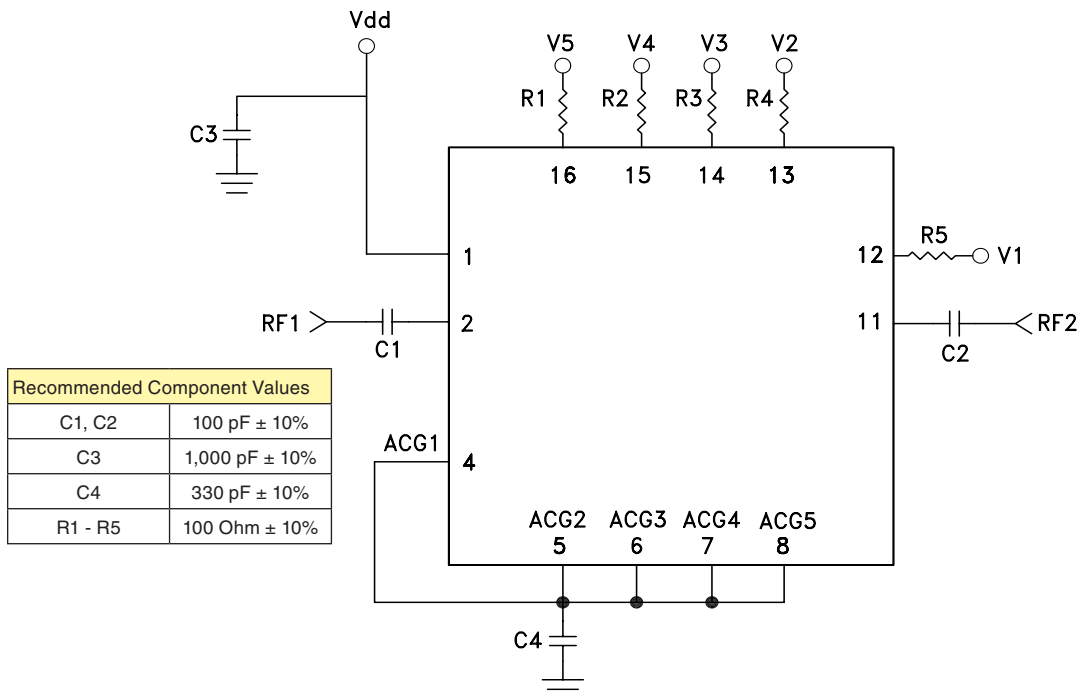 Vdd
V5 V4 V3 V2
R1 R2 R3 R4
C3
16 15 14 13
1
12
R5
V1
RF1
C1
2
11
C2
RF2
Recommended Component Values
C1, C2 100 pF ± 10%
C3 1,000 pF ± 10%
C4 330 pF ± 10%
R1 - R5 100 Ohm ± 10%
ACG1
4
ACG2 ACG3 ACG4 ACG5
5 6 7 8
C4